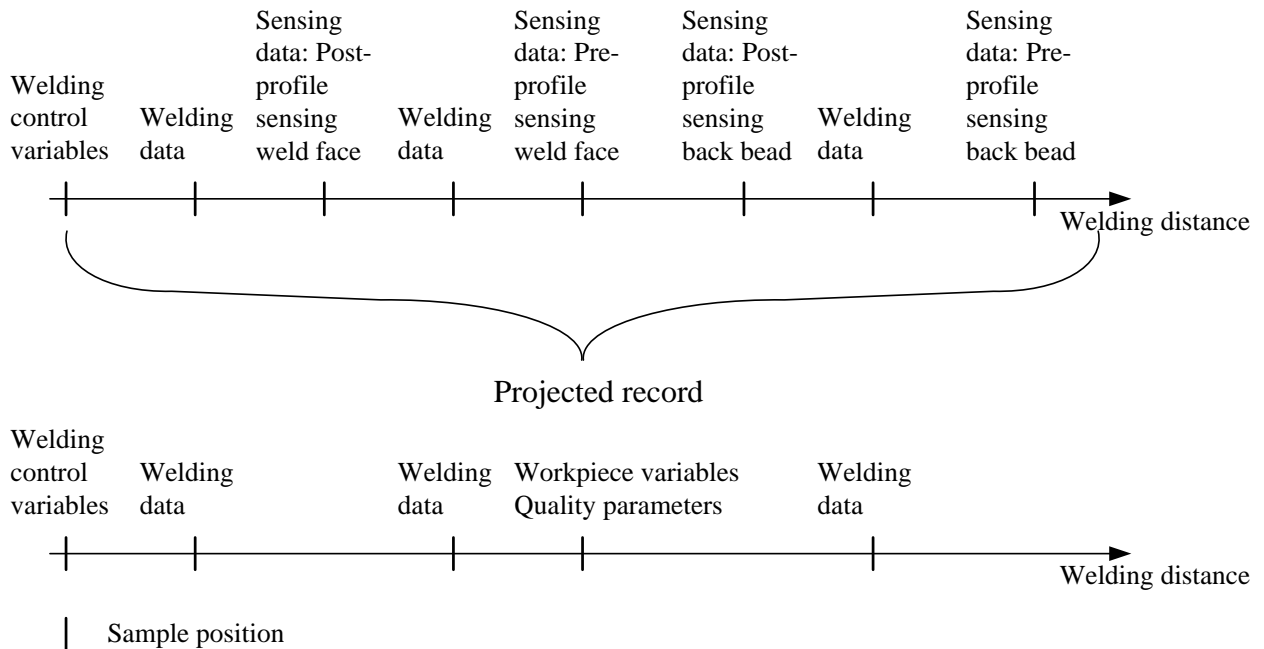 Welding
control
variables
Welding
data
Sensing
data: Post-
profile
sensing
weld face
Welding
data
Sensing
data: Pre-
profile
sensing
weld face
Sensing
data: Post-
profile
sensing
back bead
Welding
data
Sensing
data: Pre-
profile
sensing
back bead
Welding distance
Projected record
Welding
control
variables
Welding
data
Welding
data
Workpiece variables
Quality parameters
Welding
data
Welding distance
Sample position